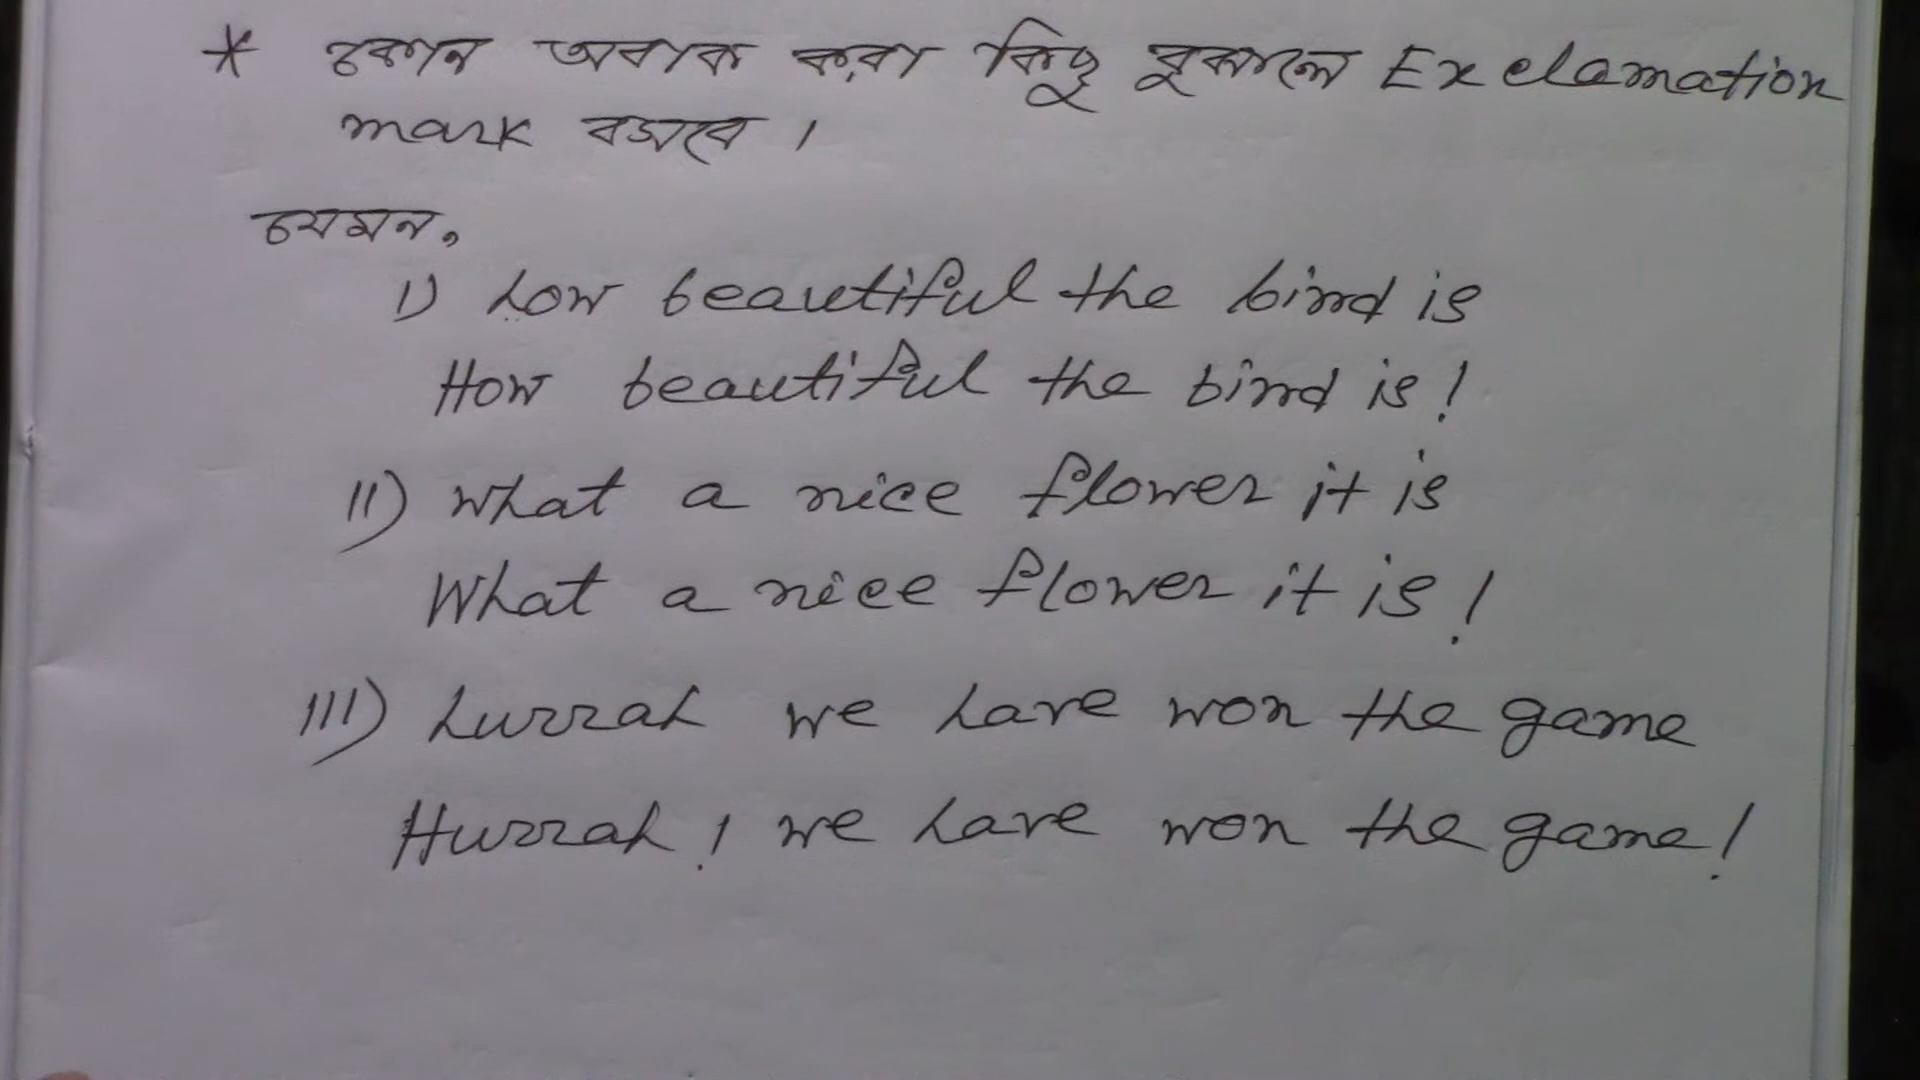 * কোন অবাক করা কিছু বুঝালে Exclamation
mark বসাবে।
যেমন,
i) how beautiful the bird is
How beautiful the bird is!
ii) what a nice flower it is
What a nice flower it is!
iii) hurrah we have won the game
Hurrah! we have won the game!